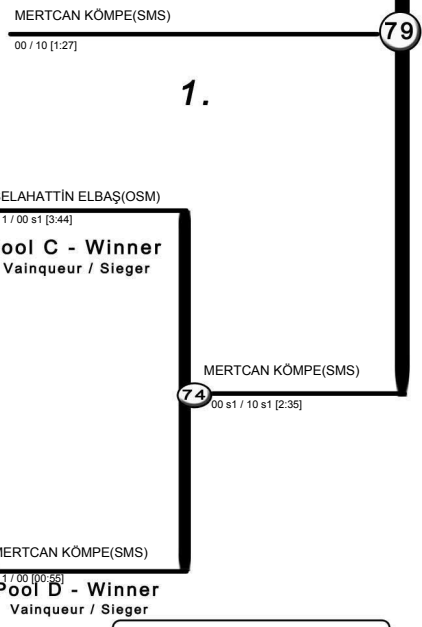 MERTCAN KÖMPE(SMS)
79
00 / 10 [1:27]
1.
ELAHATTİN ELBAŞ(OSM)
1 / 00 s1 [3:44]
ool C - Winner
Vainqueur / Sieger
MERTCAN KÖMPE(SMS)
74
00 s1 / 10 s1 [2:35]
MERTCAN KÖMPE(SMS)
1 / 00 [00:55]
Pool D - Winner
Vainqueur / Sieger